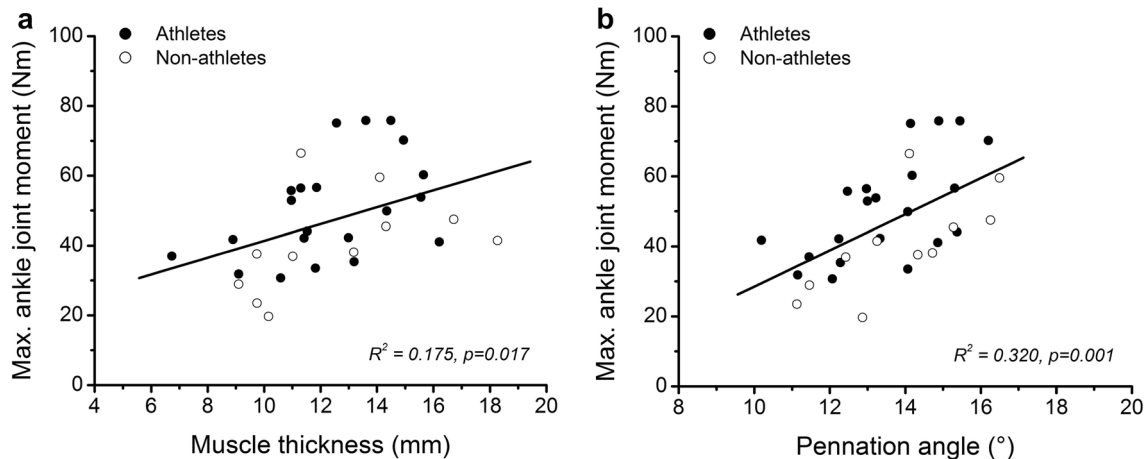 a
Athletes
Non-athletes
Max. ankle joint moment (Nm)
100
80
60
40
20
0
R² = 0.175, p=0.017
4 6 8 10 12 14 16 18 20
Muscle thickness (mm)
b
Athletes
Non-athletes
Max. ankle joint moment (Nm)
100
80
60
40
20
0
R² = 0.320, p=0.001
8 10 12 14 16 18 20
Pennation angle (°)